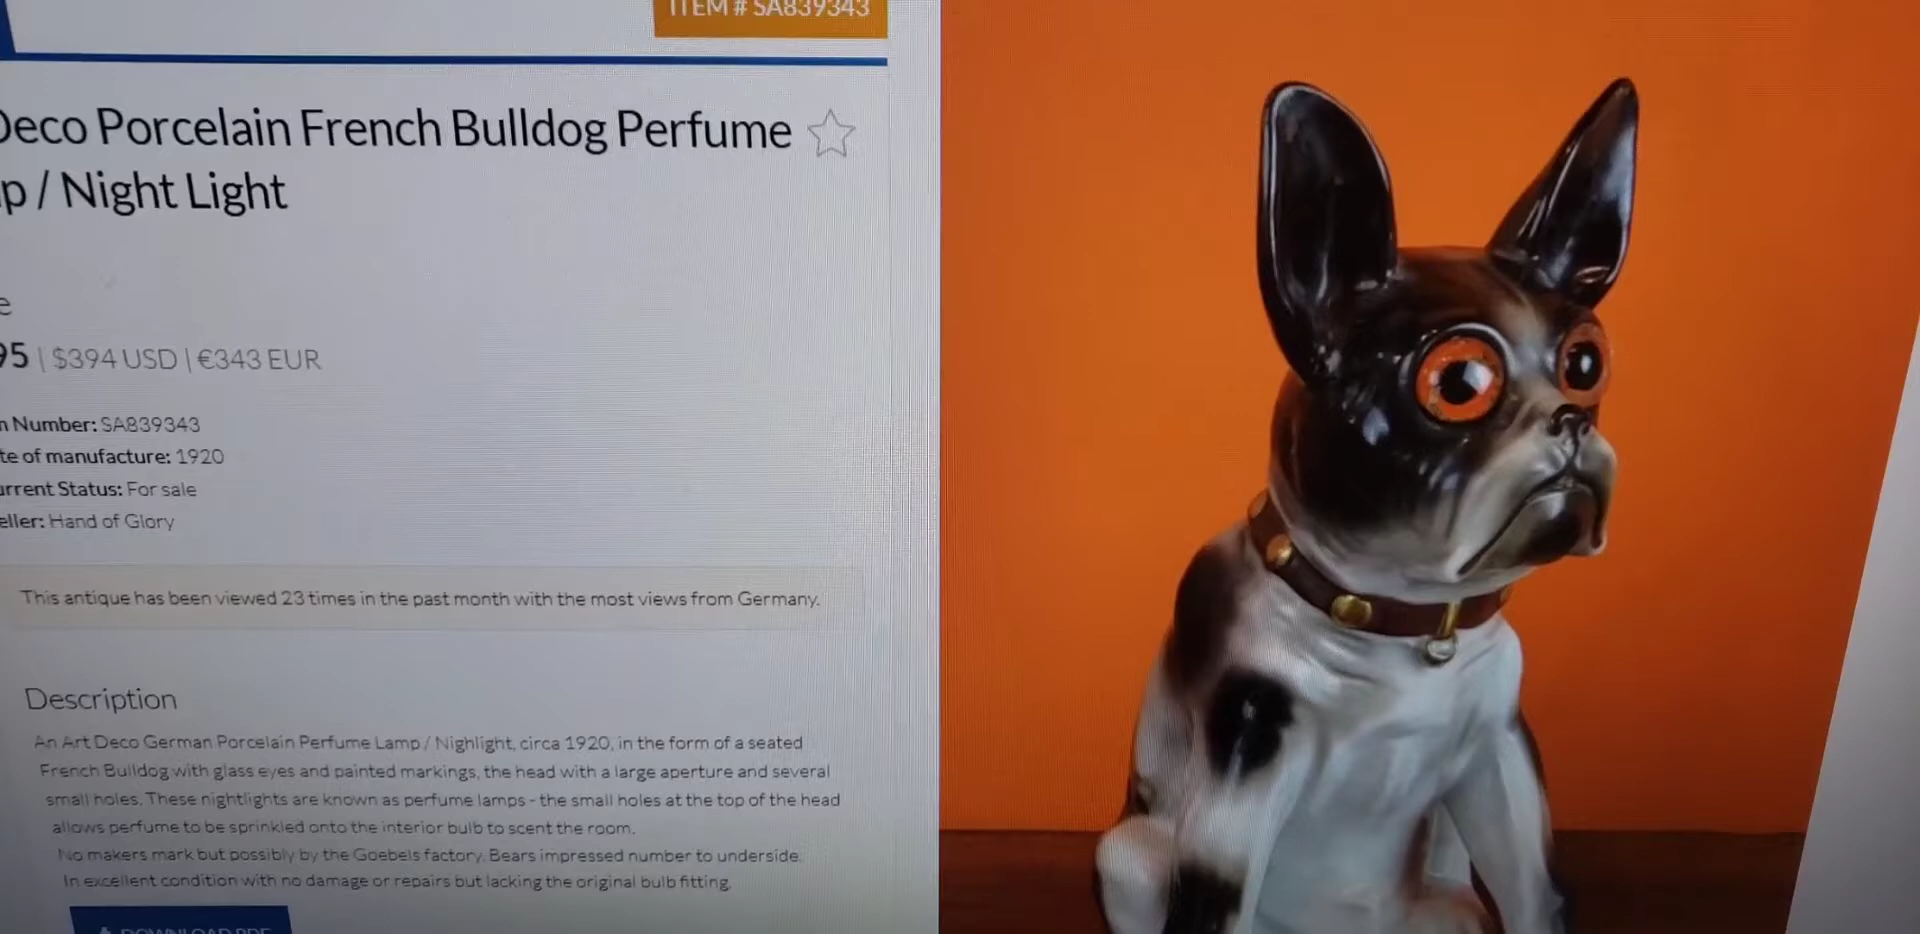 ITEM # SA839343
Deco Porcelain French Bulldog Perfume
p / Night Light
e
95 | $394 USD | €343 EUR
n Number: SA839343
te of manufacture: 1920
urrent Status: For sale
eller: Hand of Glory
This antique has been viewed 23 times in the past month with the most views from Germany.
Description
An Art Deco German Porcelain Perfume Lamp / Nighlight, circa 1920, in the form of a seated
French Bulldog with glass eyes and painted markings, the head with a large aperture and several
small holes. These nightlights are known as perfume lamps - the small holes at the top of the head
allows perfume to be sprinkled onto the interior bulb to scent the room.
No makers mark but possibly by the Goebels factory. Bears impressed number to underside.
In excellent condition with no damage or repairs but lacking the original bulb fitting.
DOWNLOAD PDF